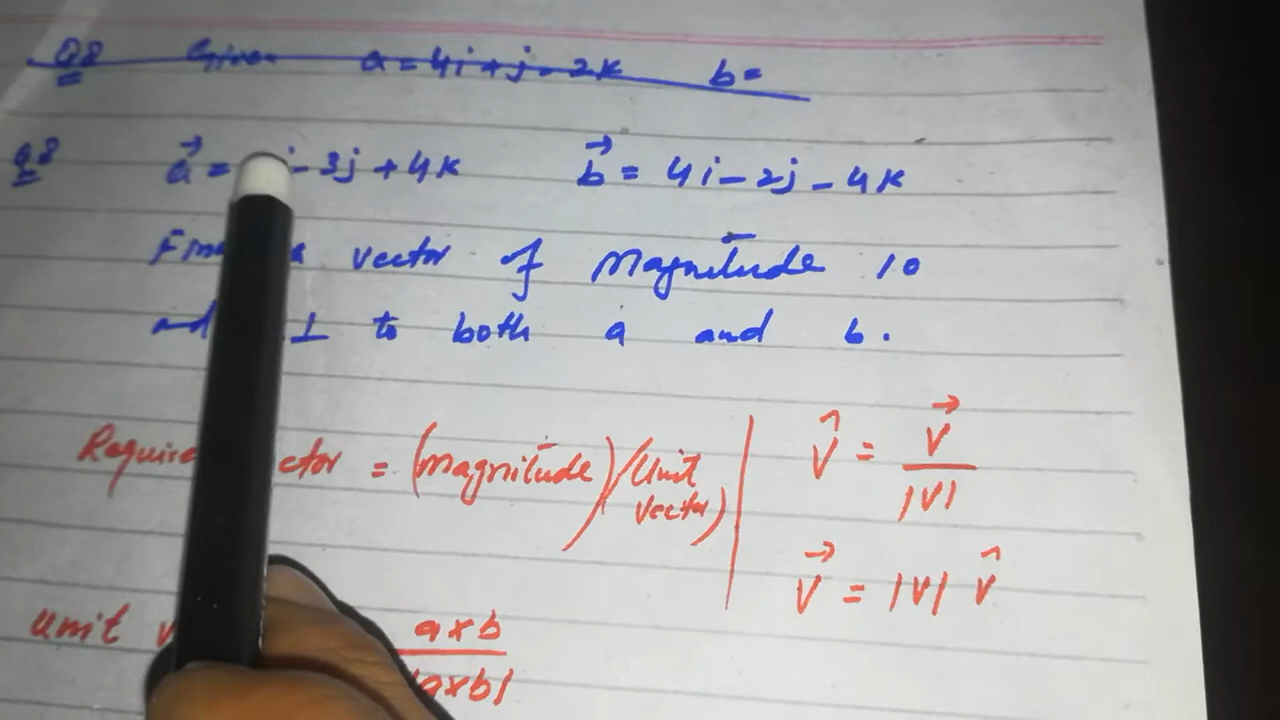 Q8 Given a = 4i + j - 2k b =
Q8 a⃗ = i - 3j + 4k b⃗ = 4i - 2j - 4k
a vector of Magnitude 10
and ⊥ to both a and b.
= (Magnitude) (Unit vector)
v̂ = v⃗ / |v|
v⃗ = |v| v̂
Unit
a×b
|a×b|